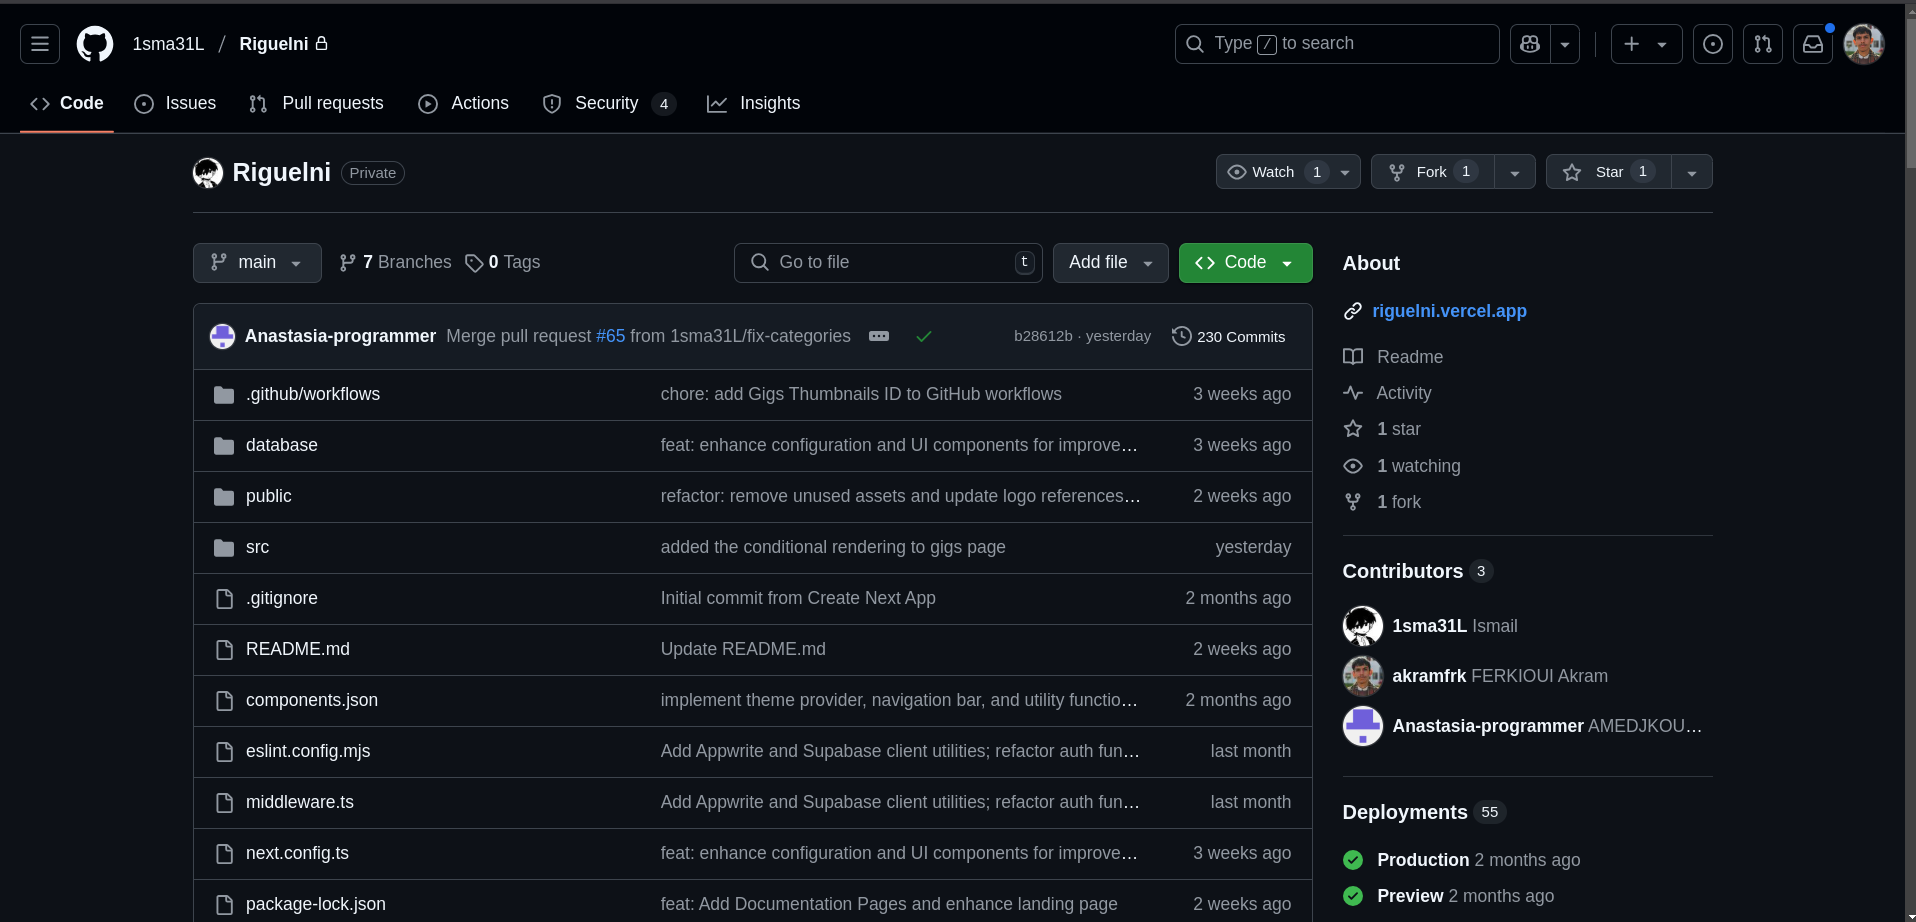 1sma31L / Riguelni
Type / to search
Code
Issues
Pull requests
Actions
Security 4
Insights
Riguelni Private
Watch 1
Fork 1
Star 1
main
7 Branches
0 Tags
Go to file t
Add file
Code
Anastasia-programmer Merge pull request #65 from 1sma31L/fix-categories b28612b · yesterday 230 Commits
.github/workflows chore: add Gigs Thumbnails ID to GitHub workflows 3 weeks ago
database feat: enhance configuration and UI components for improve… 3 weeks ago
public refactor: remove unused assets and update logo references… 2 weeks ago
src added the conditional rendering to gigs page yesterday
.gitignore Initial commit from Create Next App 2 months ago
README.md Update README.md 2 weeks ago
components.json implement theme provider, navigation bar, and utility functio… 2 months ago
eslint.config.mjs Add Appwrite and Supabase client utilities; refactor auth fun… last month
middleware.ts Add Appwrite and Supabase client utilities; refactor auth fun… last month
next.config.ts feat: enhance configuration and UI components for improve… 3 weeks ago
package-lock.json feat: Add Documentation Pages and enhance landing page 2 weeks ago
About
riguelni.vercel.app
Readme
Activity
1 star
1 watching
1 fork
Contributors 3
1sma31L Ismail
akramfrk FERKIOUI Akram
Anastasia-programmer AMEDJKOU…
Deployments 55
Production 2 months ago
Preview 2 months ago